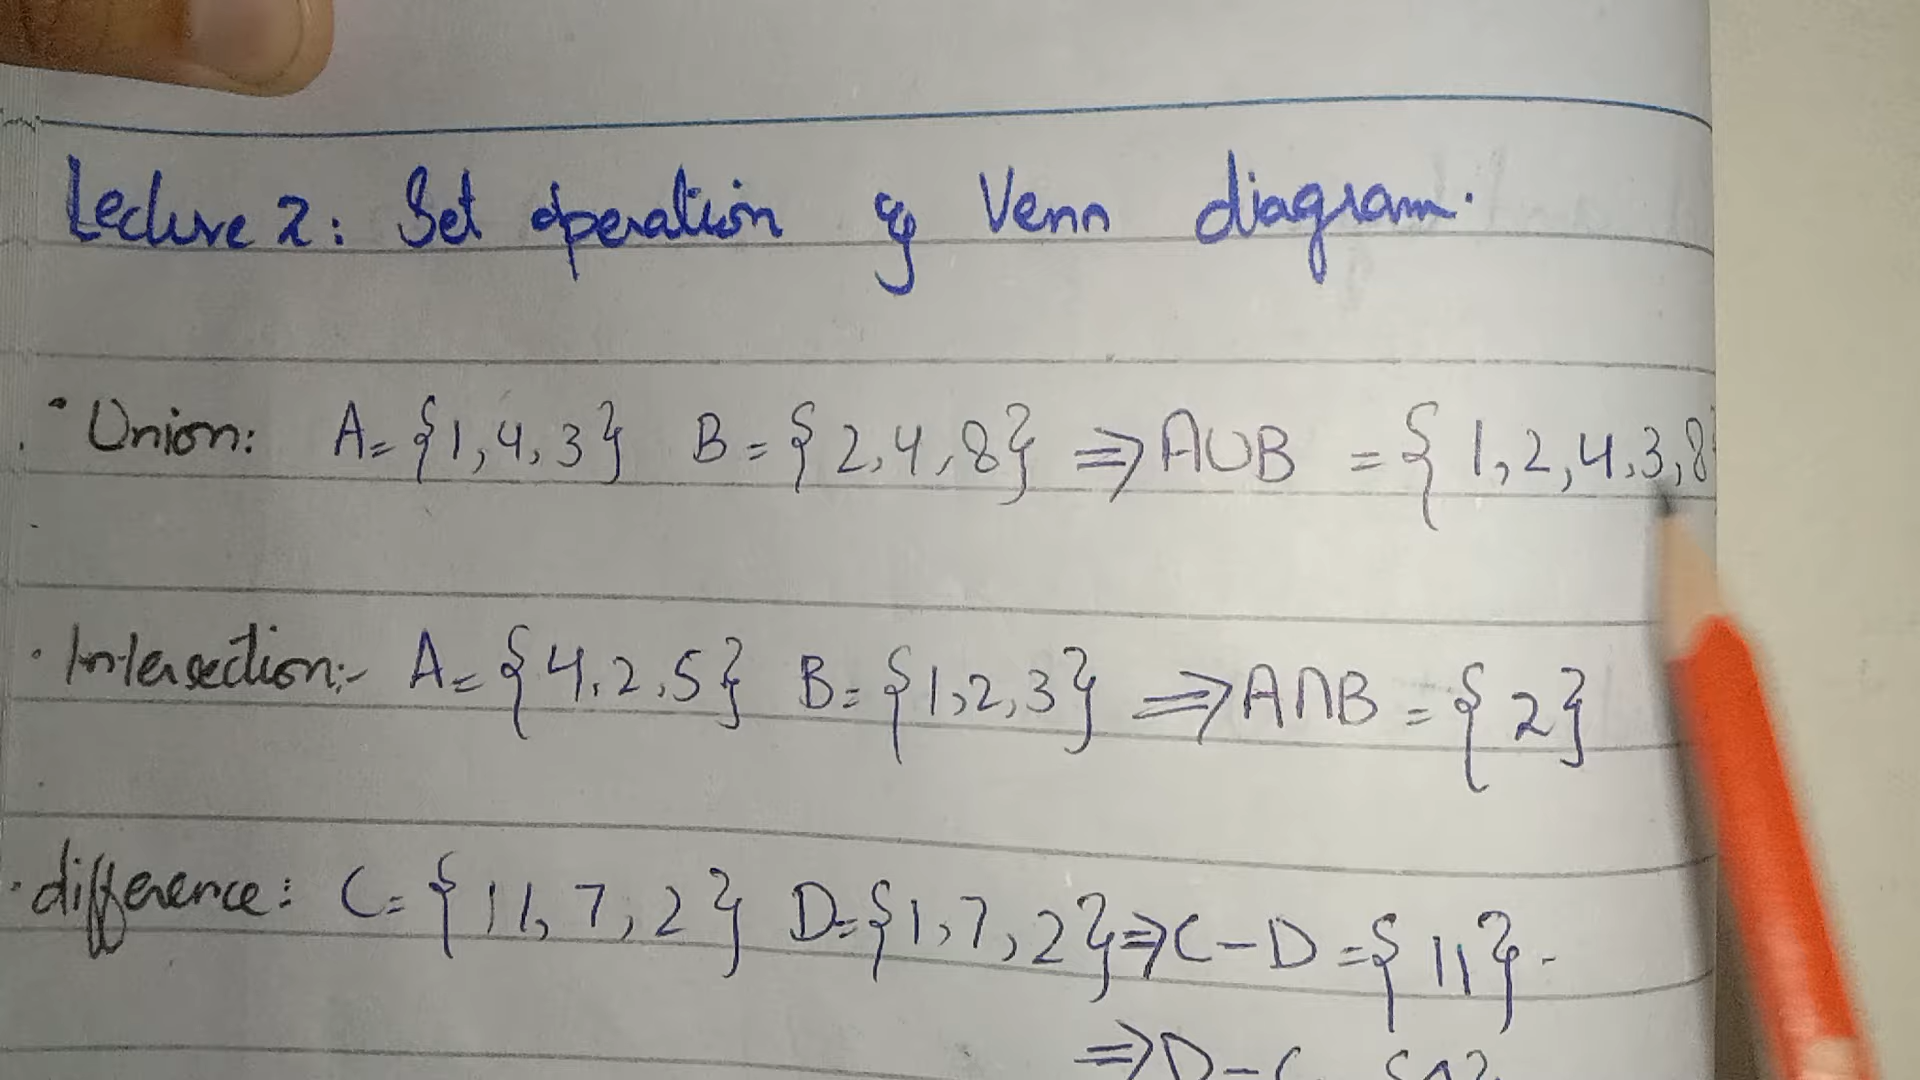 Lecture 2: Set operation & Venn diagram.
• Union: A={1,4,3} B={2,4,8} ⇒ A∪B = {1,2,4,3,8}
• Intersection:- A={4,2,5} B={1,2,3} ⇒ A∩B = {2}
• difference: C={11,7,2} D={1,7,2} ⇒ C-D={11}.
⇒ D-C